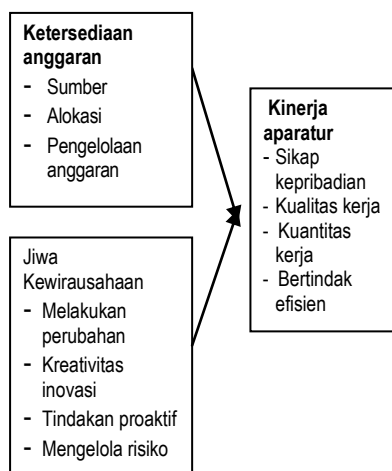 Ketersediaan
anggaran
- Sumber
- Alokasi
- Pengelolaan
anggaran
Jiwa
Kewirausahaan
- Melakukan
perubahan
- Kreativitas
inovasi
- Tindakan proaktif
- Mengelola risiko
Kinerja
aparatur
- Sikap
kepribadian
- Kualitas kerja
- Kuantitas
kerja
- Bertindak
efisien